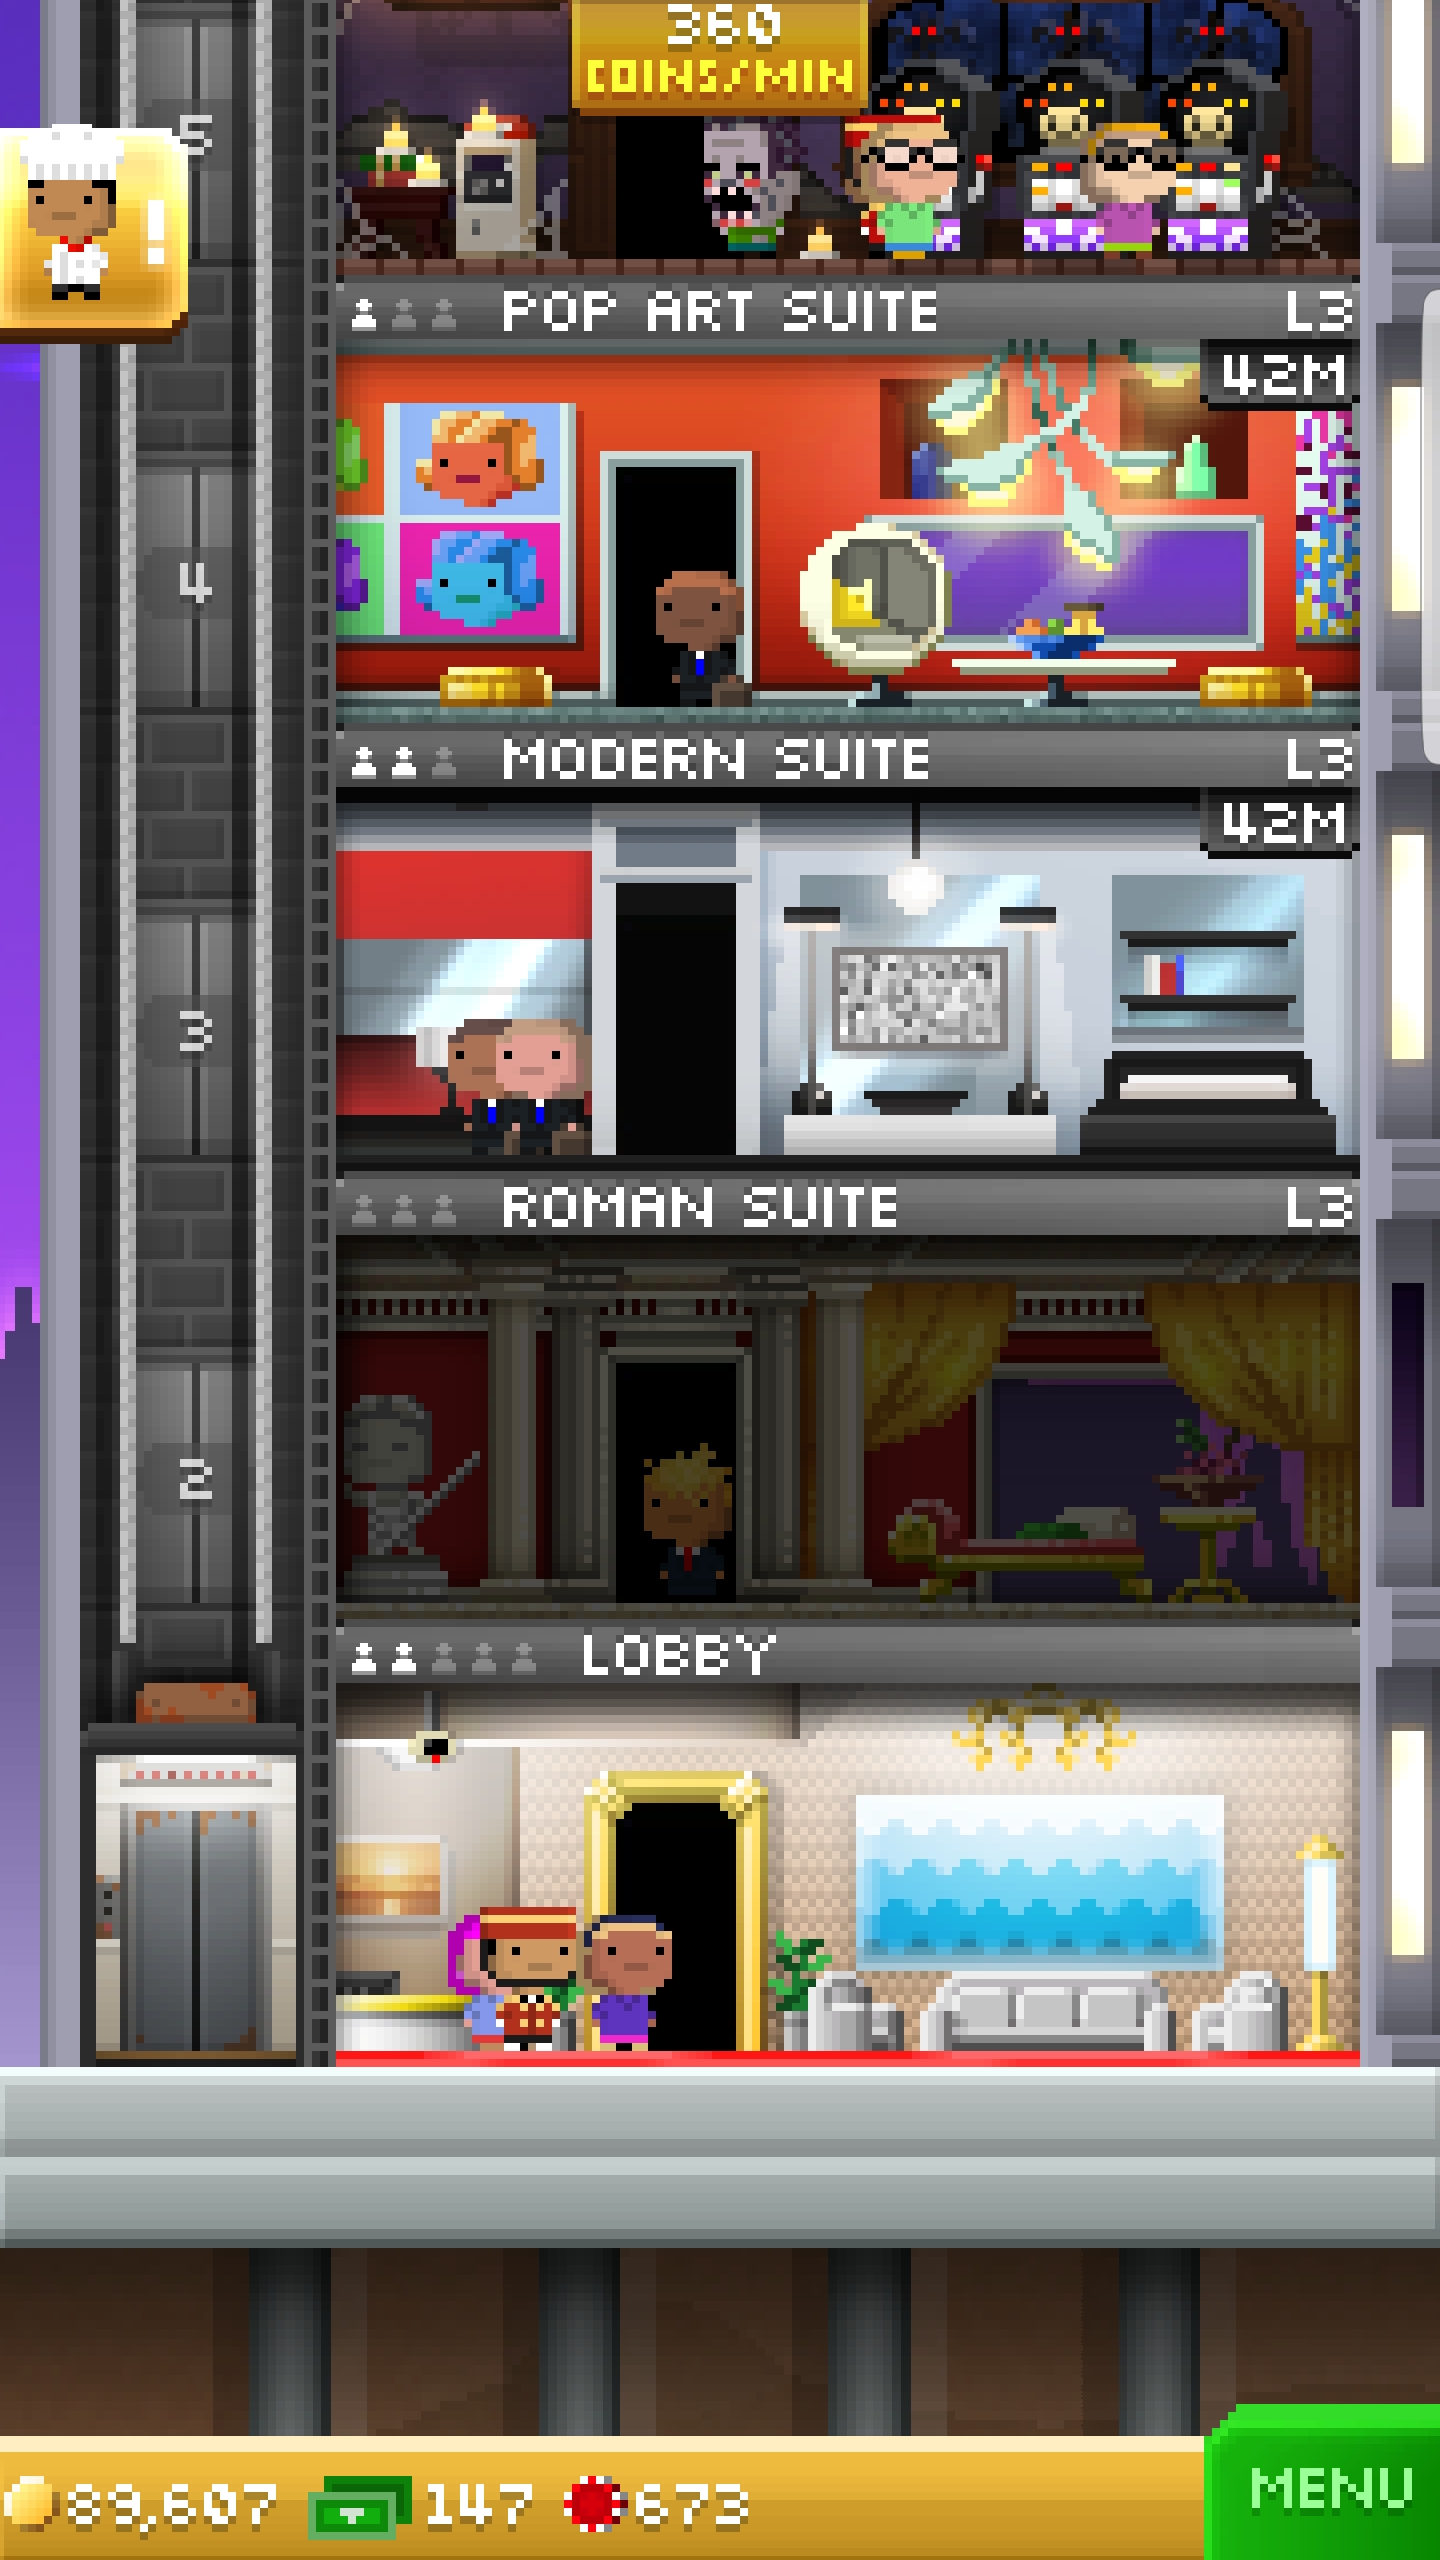 360
COINS/MIN
5
!
POP ART SUITE L3
42M
4
MODERN SUITE L3
42M
3
ROMAN SUITE L3
2
LOBBY
89,607 147 673
MENU